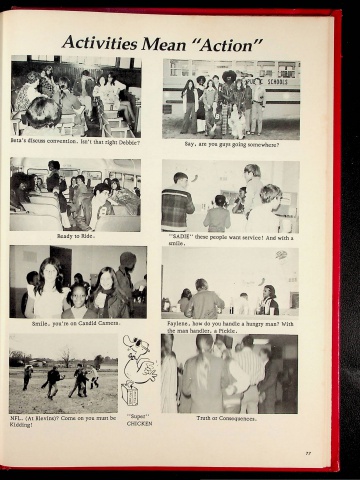 Activities Mean "Action"
PUBLIC SCHOOLS
Beta's discuss convention. Isn't that right Debbie?
Say, are you guys going somewhere?
Ready to Ride.
"SADIE" these people want service! And with a
smile.
Smile, you're on Candid Camera.
Faylene, how do you handle a hungry man? With
the man handler, a Pickle.
NFL. (At Blevins)? Come on you must be
Kidding!
"Super"
CHICKEN
Truth or Consequences.
77